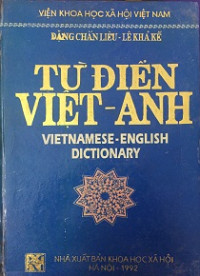 VIỆN KHOA HỌC XÃ HỘI VIỆT NAM
ĐẶNG CHẤN LIÊU - LÊ KHẢ KẾ
TỪ ĐIỂN
VIỆT-ANH
VIETNAMESE-ENGLISH
DICTIONARY
NHÀ XUẤT BẢN KHOA HỌC XÃ HỘI
HÀ NỘI - 1992